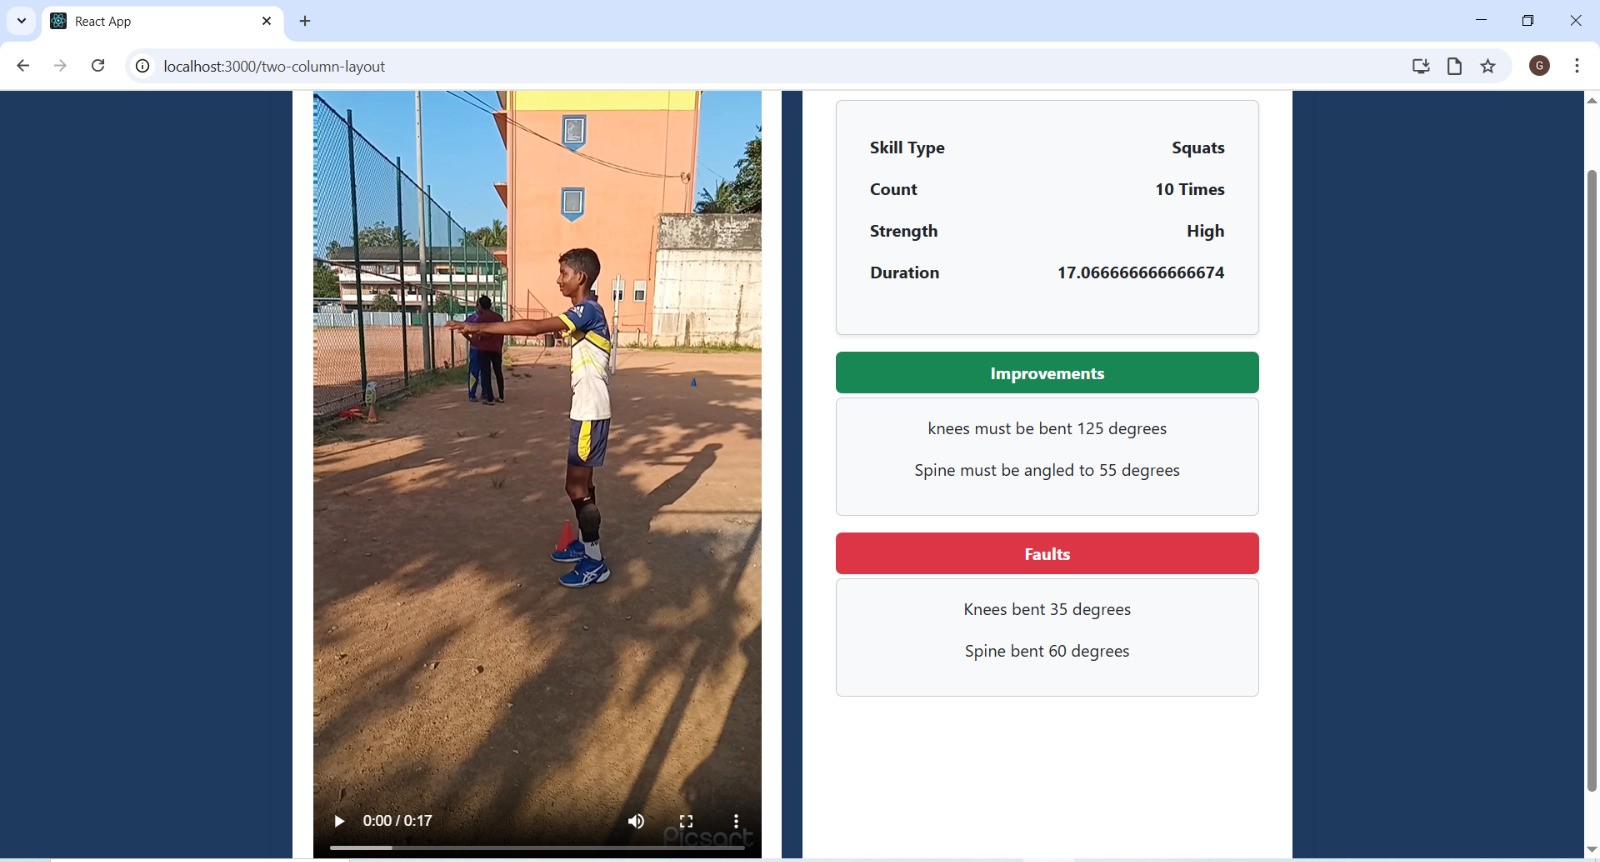 React App
localhost:3000/two-column-layout
G
Skill Type Squats
Count 10 Times
Strength High
Duration 17.066666666666674
Improvements
knees must be bent 125 degrees
Spine must be angled to 55 degrees
Faults
Knees bent 35 degrees
Spine bent 60 degrees
0:00 / 0:17
Picsart